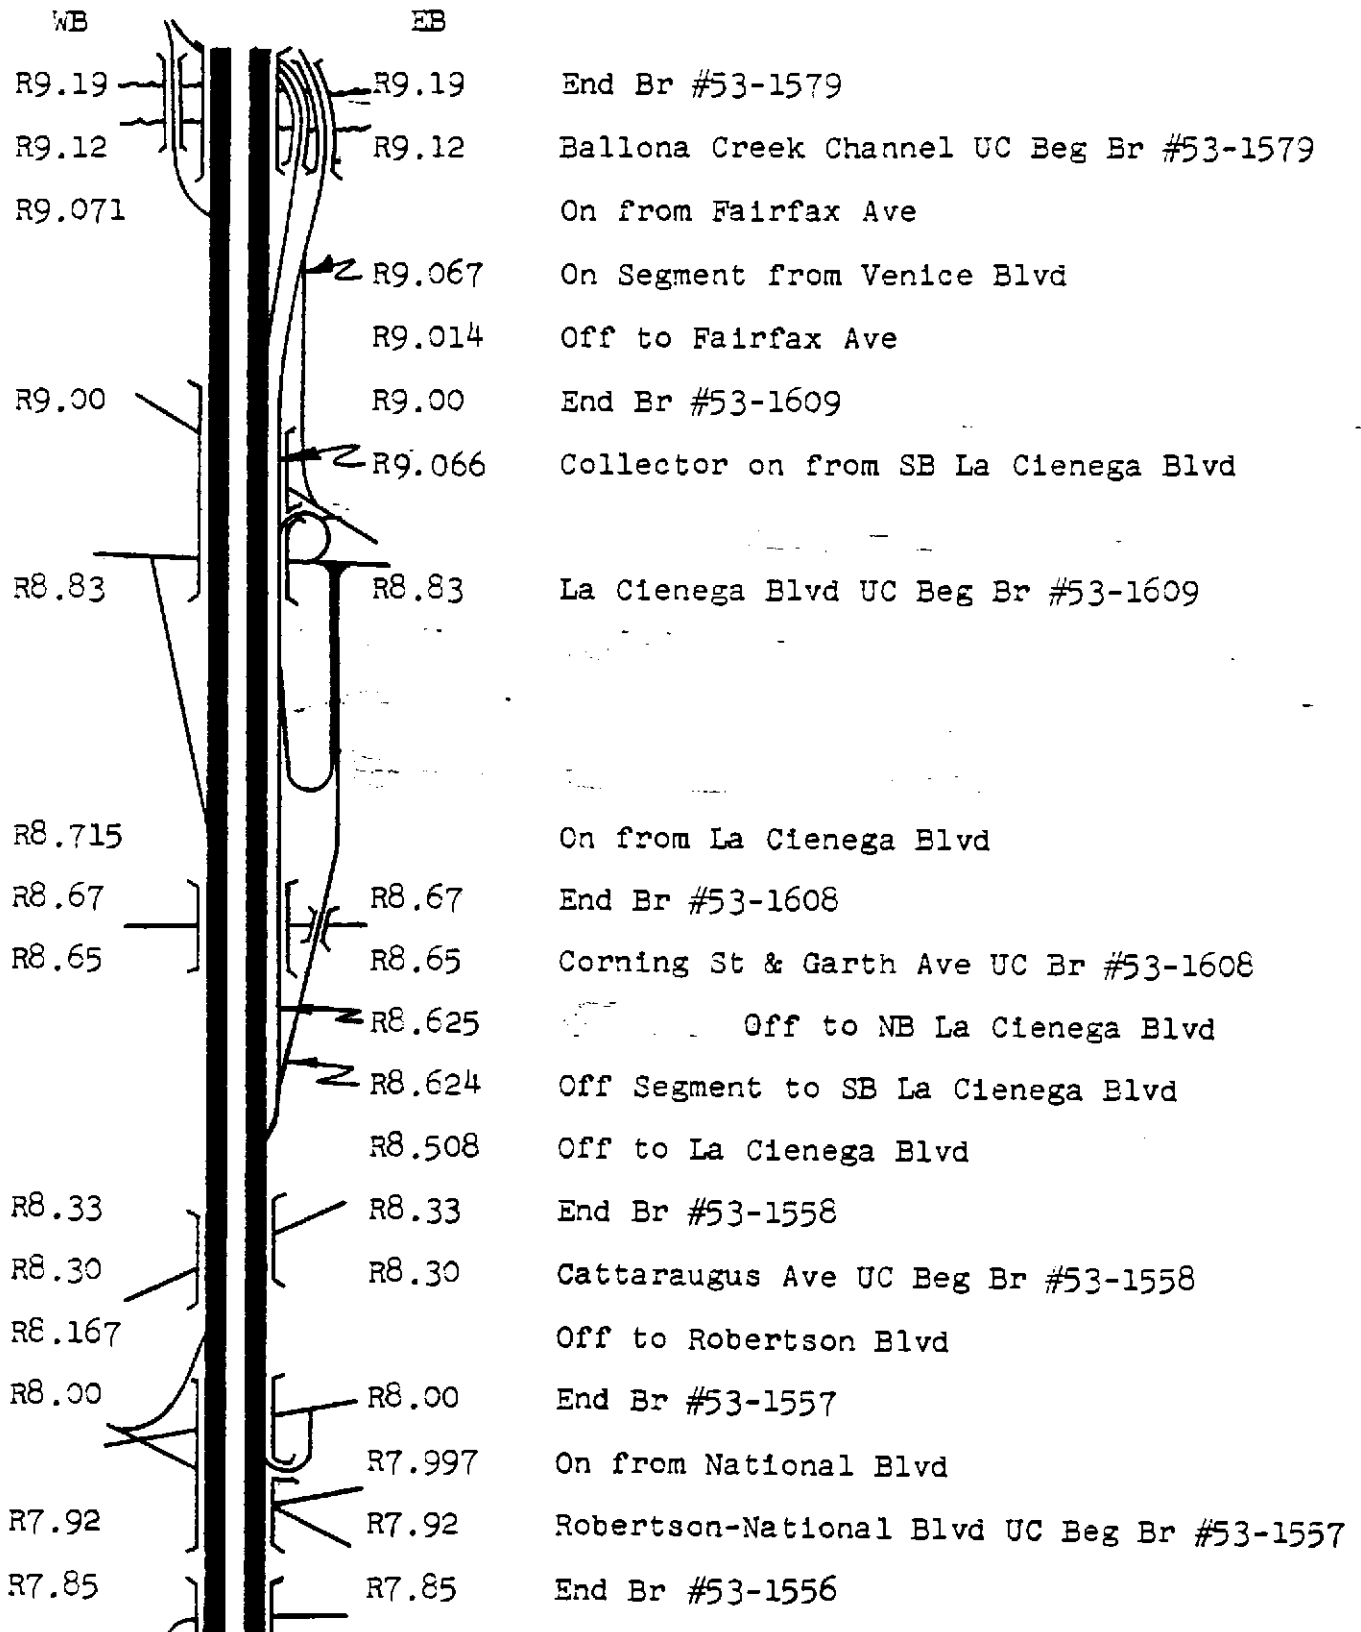 WB EB
R9.19 R9.19 End Br #53-1579
R9.12 R9.12 Ballona Creek Channel UC Beg Br #53-1579
R9.071 On from Fairfax Ave
R9.067 On Segment from Venice Blvd
R9.014 Off to Fairfax Ave
R9.00 R9.00 End Br #53-1609
R9.066 Collector on from SB La Cienega Blvd
R8.83 R8.83 La Cienega Blvd UC Beg Br #53-1609
R8.715 On from La Cienega Blvd
R8.67 R8.67 End Br #53-1608
R8.65 R8.65 Corning St & Garth Ave UC Br #53-1608
R8.625 Off to NB La Cienega Blvd
R8.624 Off Segment to SB La Cienega Blvd
R8.508 Off to La Cienega Blvd
R8.33 R8.33 End Br #53-1558
R8.30 R8.30 Cattaraugus Ave UC Beg Br #53-1558
R8.167 Off to Robertson Blvd
R8.00 R8.00 End Br #53-1557
R7.997 On from National Blvd
R7.92 R7.92 Robertson-National Blvd UC Beg Br #53-1557
R7.85 R7.85 End Br #53-1556